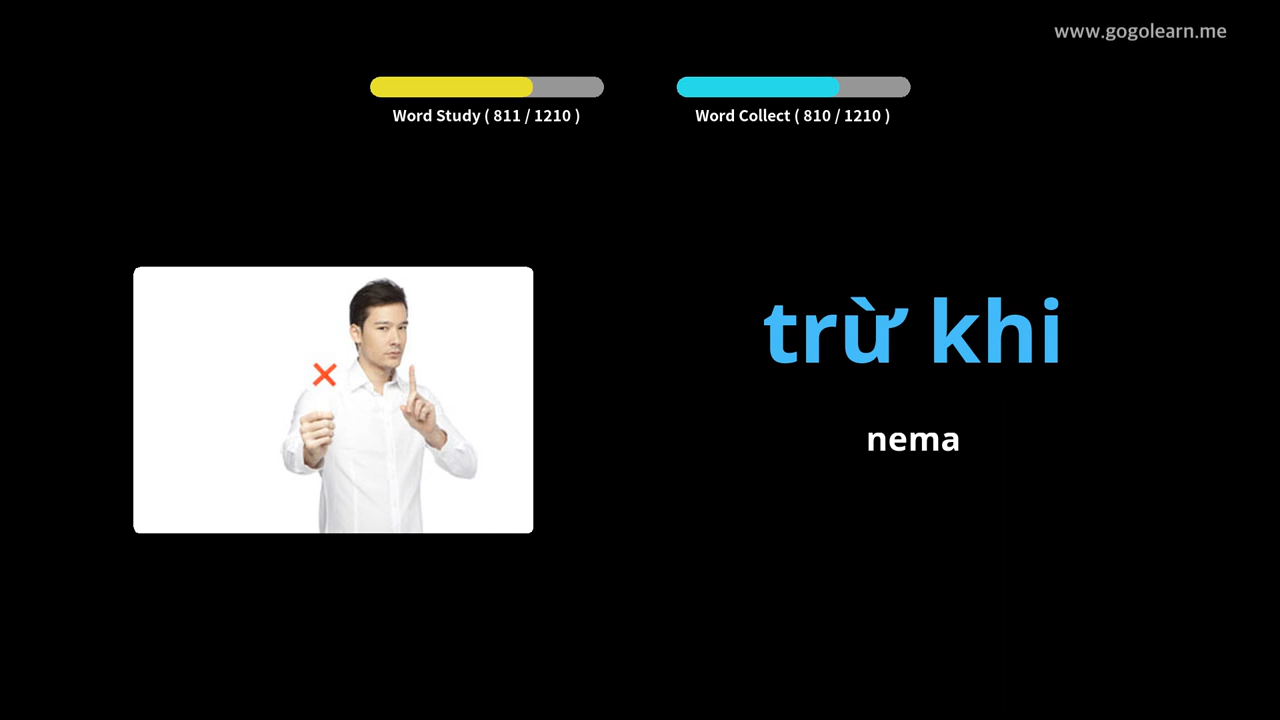 www.gogolearn.me
Word Study ( 811 / 1210 )
Word Collect ( 810 / 1210 )
trừ khi
nema